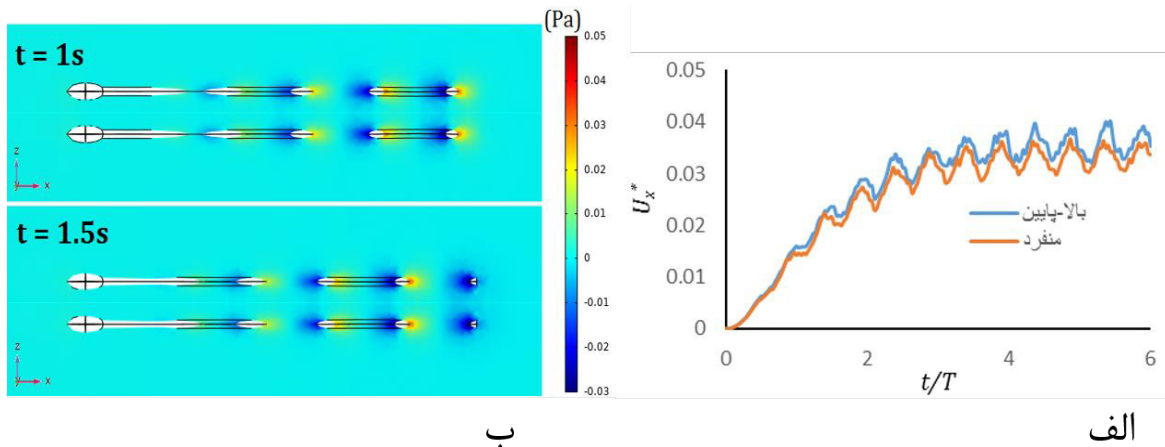 (Pa)
t = 1s
z
y
x
t = 1.5s
z
y
x
0.05
0.04
0.03
0.02
0.01
0
-0.01
-0.02
-0.03
0.05
0.04
0.03
0.02
0.01
0
Uₓ*
بالا-پایین
منفرد
0 2 4 6
t/T
الف
ب